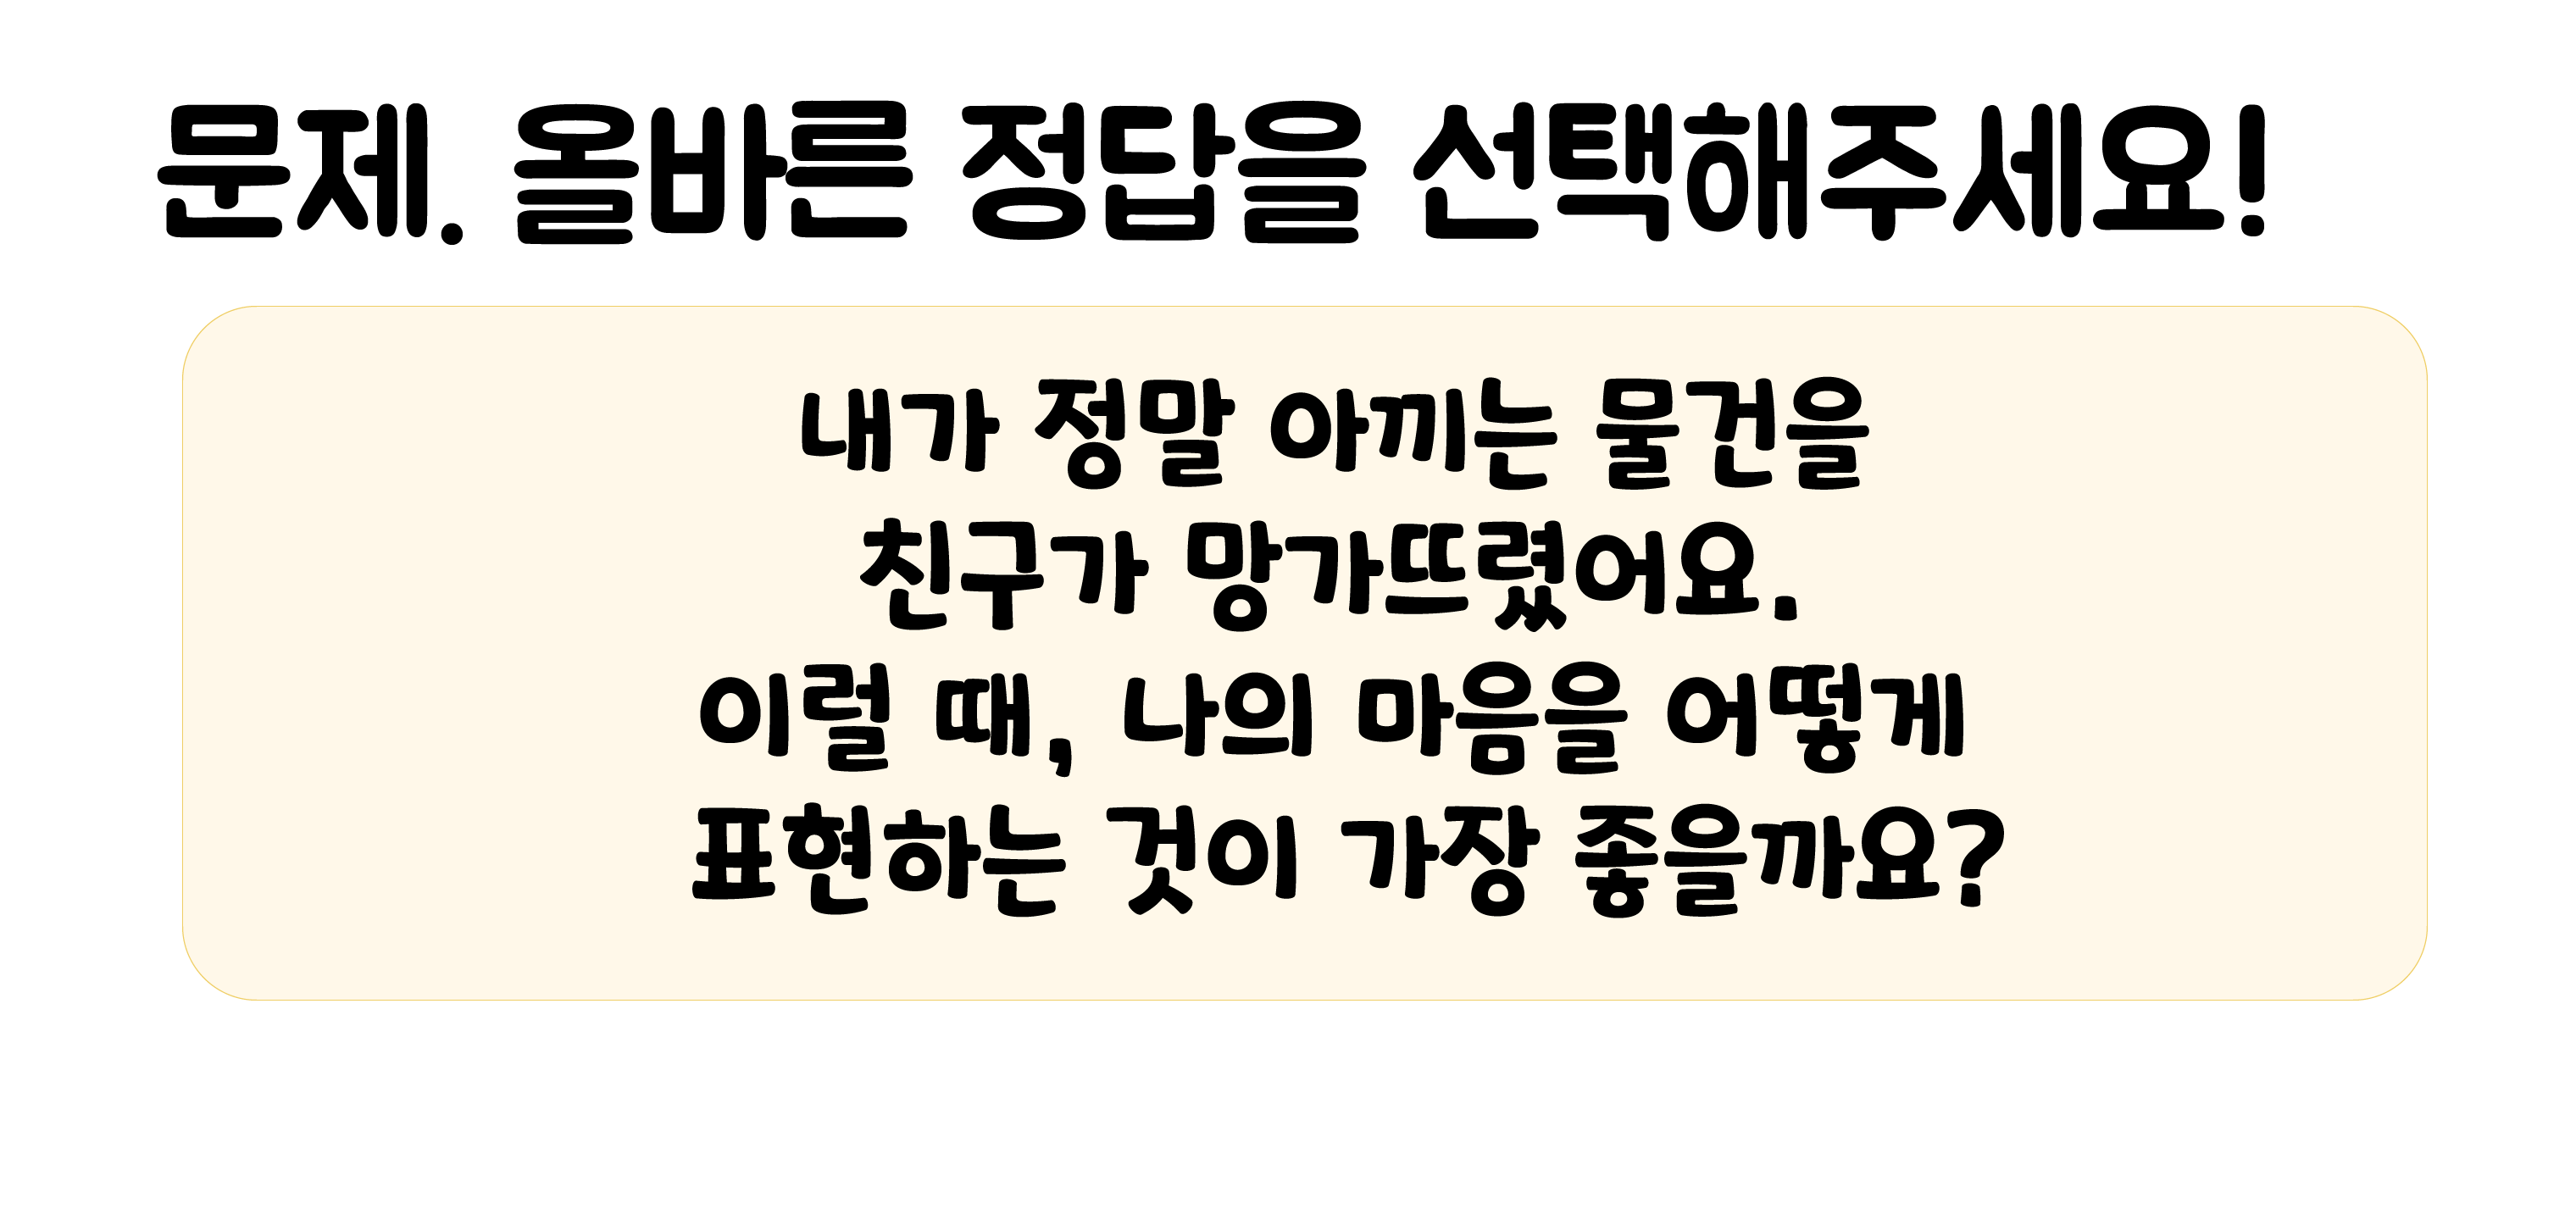 문제. 올바른 정답을 선택해주세요!
내가 정말 아끼는 물건을
친구가 망가뜨렸어요.
이럴 때, 나의 마음을 어떻게
표현하는 것이 가장 좋을까요?